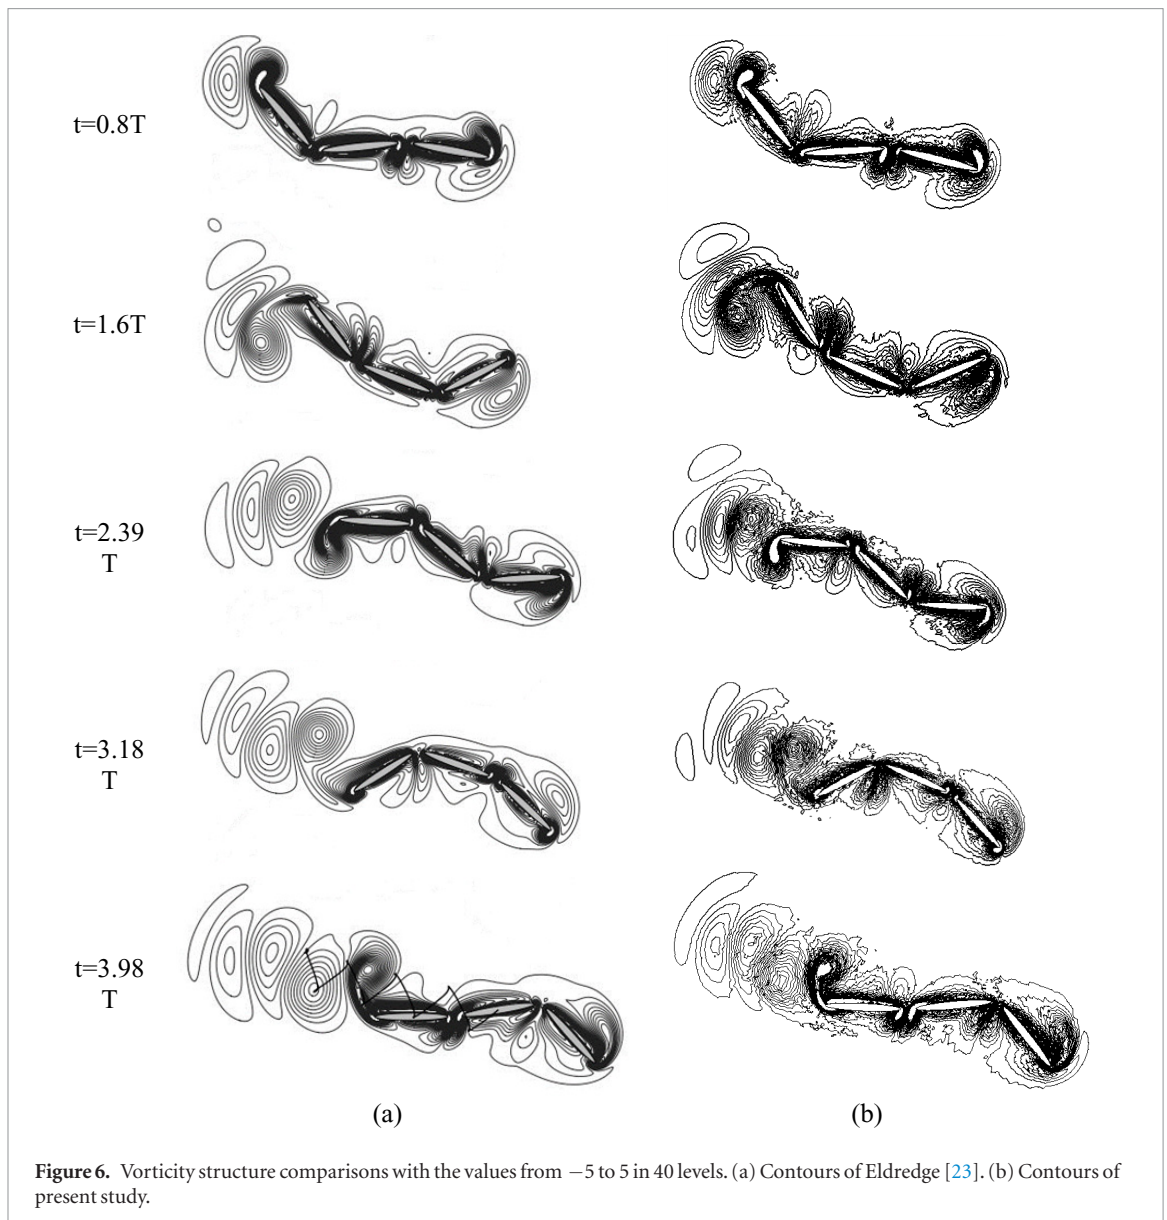 t=0.8T
t=1.6T
t=2.39
T
t=3.18
T
t=3.98
T
(a)
(b)
Figure 6. Vorticity structure comparisons with the values from −5 to 5 in 40 levels. (a) Contours of Eldredge [23]. (b) Contours of
present study.